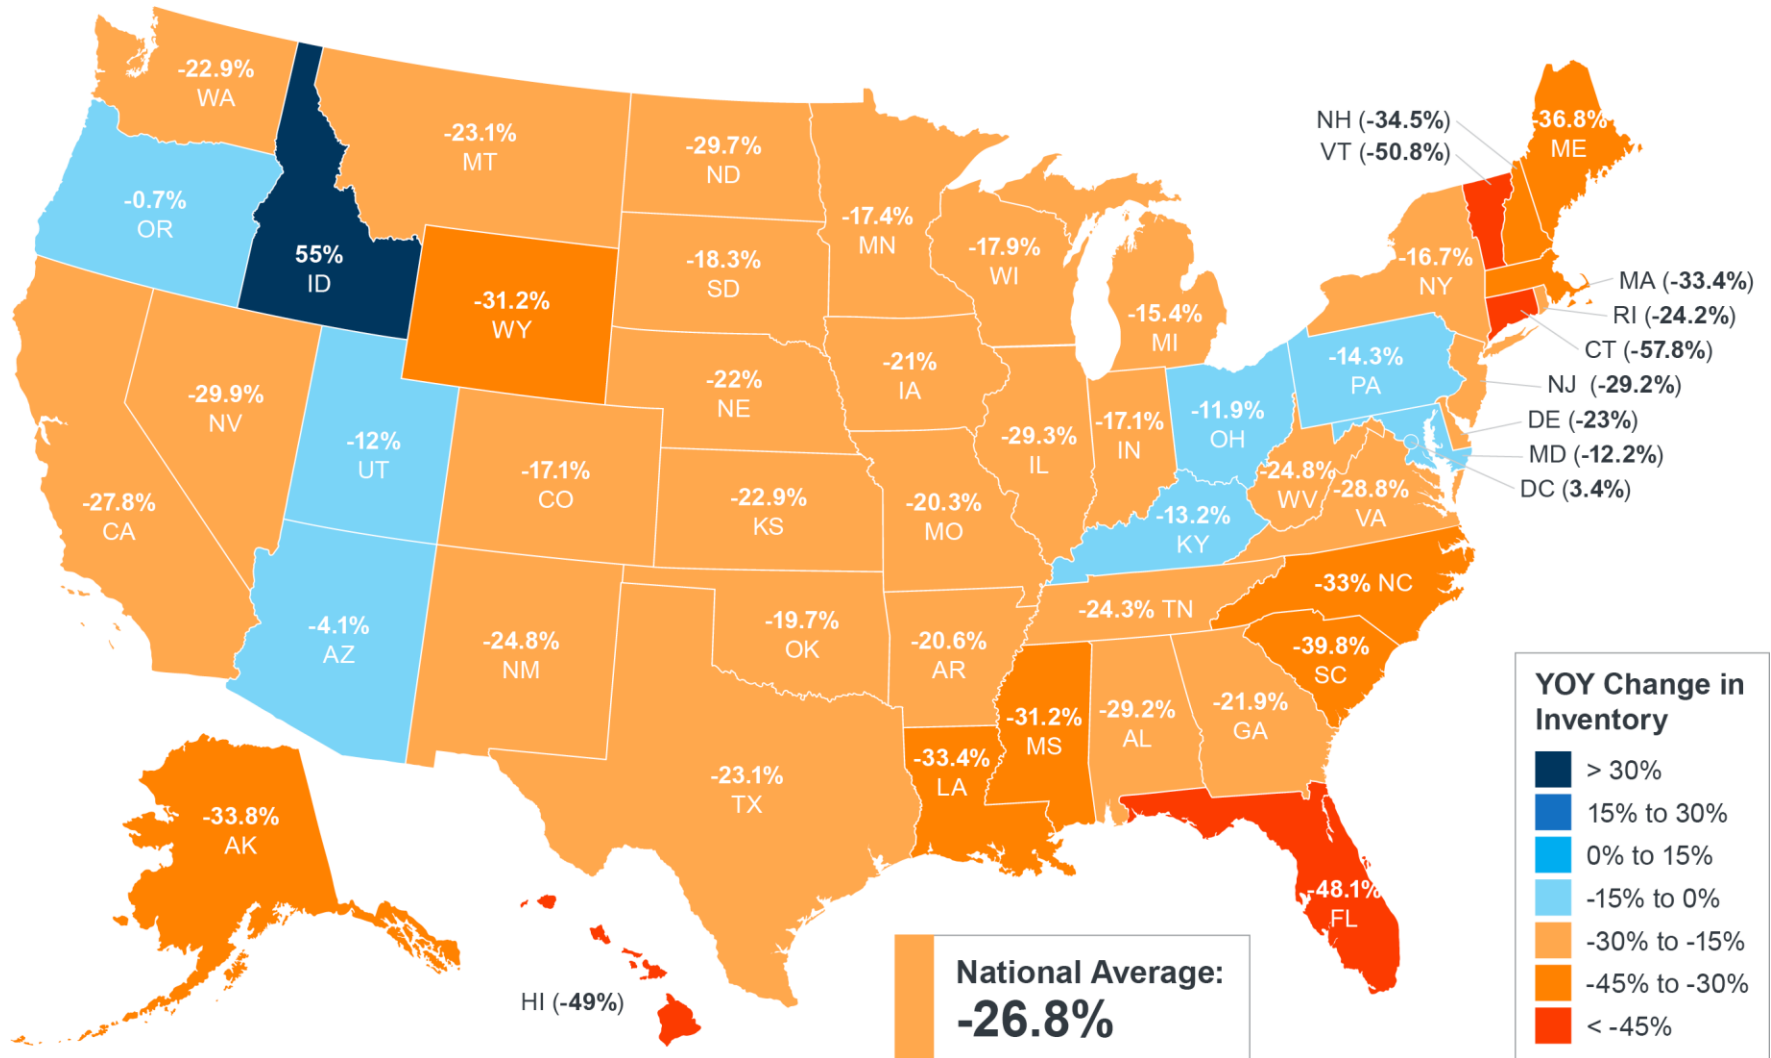 -22.9%
WA
-0.7%
OR
55%
ID
-23.1%
MT
-31.2%
WY
-29.7%
ND
-18.3%
SD
-22%
NE
-22.9%
KS
-17.4%
MN
-21%
IA
-20.3%
MO
-17.9%
WI
-15.4%
MI
-29.3%
IL
-17.1%
IN
-11.9%
OH
-13.2%
KY
-27.8%
CA
-29.9%
NV
-12%
UT
-17.1%
CO
-4.1%
AZ
-24.8%
NM
-19.7%
OK
-23.1%
TX
-20.6%
AR
-33.4%
LA
-31.2%
MS
-29.2%
AL
-21.9%
GA
-48.1%
FL
-24.3% TN
-33% NC
-39.8%
SC
-24.8%
WV
-28.8%
VA
-14.3%
PA
-16.7%
NY
-36.8%
ME
NH (-34.5%)
VT (-50.8%)
MA (-33.4%)
RI (-24.2%)
CT (-57.8%)
NJ (-29.2%)
DE (-23%)
MD (-12.2%)
DC (3.4%)
-33.8%
AK
HI (-49%)
National Average:
-26.8%
YOY Change in
Inventory
> 30%
15% to 30%
0% to 15%
-15% to 0%
-30% to -15%
-45% to -30%
< -45%